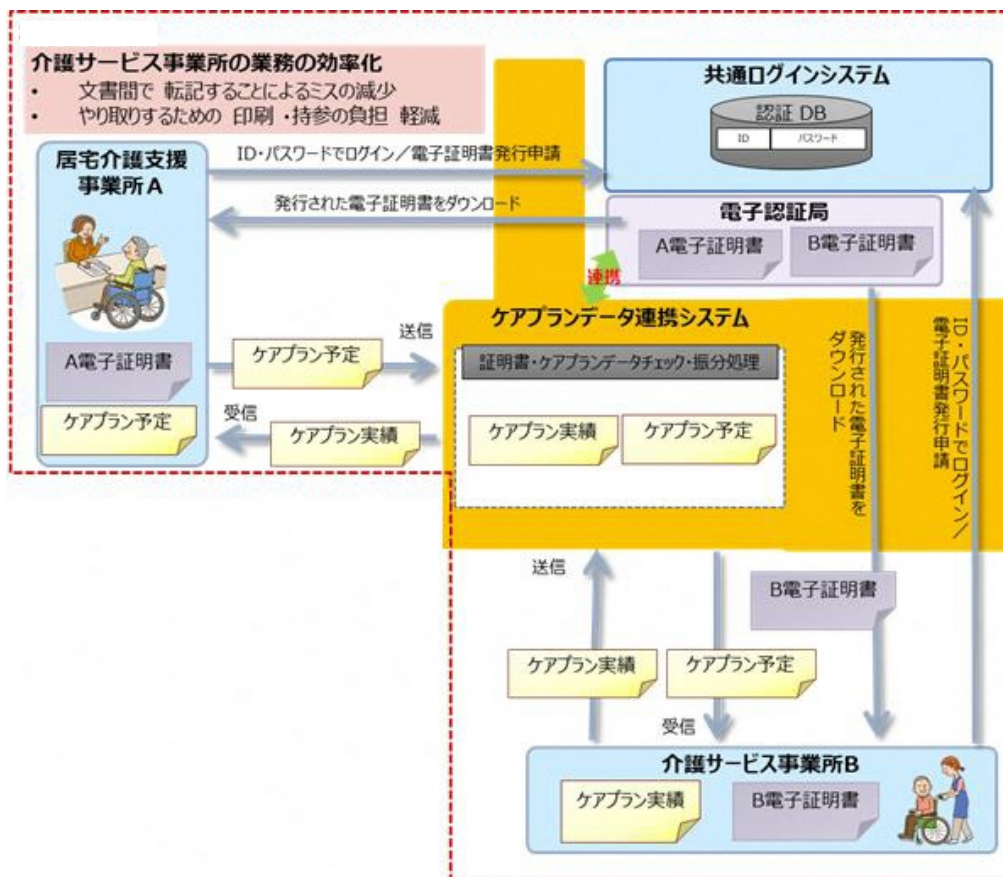 介護サービス事業所の業務の効率化
• 文書間で 転記することによるミスの減少
• やり取りするための 印刷・持参の負担 軽減
共通ログインシステム
認証 DB
ID
パスワード
居宅介護支援
事業所A
ID・パスワードでログイン／電子証明書発行申請
発行された電子証明書をダウンロード
電子認証局
A電子証明書
B電子証明書
連携
ケアプランデータ連携システム
証明書・ケアプランデータチェック・振分処理
ケアプラン実績
ケアプラン予定
A電子証明書
ケアプラン予定
ケアプラン予定
送信
受信
ケアプラン実績
発行された電子証明書を
ダウンロード
ID・パスワードでログイン／
電子証明書発行申請
送信
B電子証明書
ケアプラン実績
ケアプラン予定
受信
介護サービス事業所B
ケアプラン実績
B電子証明書